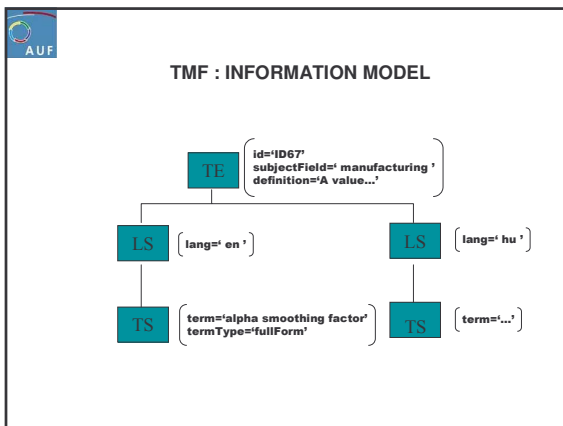 AUF
TMF : INFORMATION MODEL
TE
id=‘ID67’
subjectField=‘ manufacturing ’
definition=‘A value...’
LS
lang=‘ en ’
LS
lang=‘ hu ’
TS
term=‘alpha smoothing factor’
termType=‘fullForm’
TS
term=‘...’